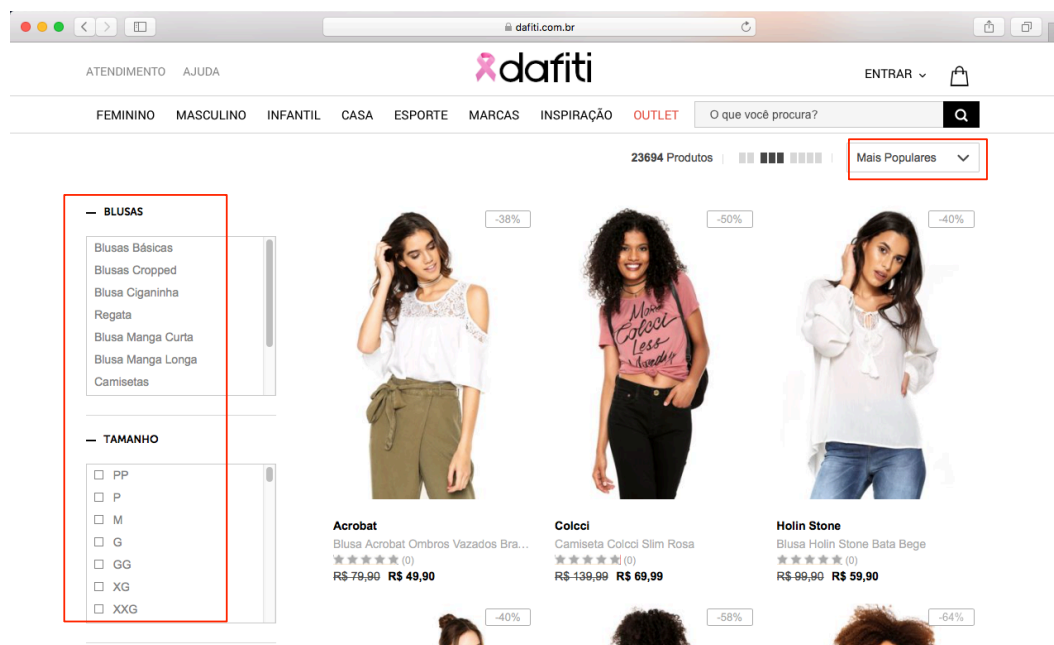 dafiti.com.br
ATENDIMENTO AJUDA
dafiti
ENTRAR
FEMININO MASCULINO INFANTIL CASA ESPORTE MARCAS INSPIRAÇÃO OUTLET
O que você procura?
23694 Produtos
Mais Populares
BLUSAS
Blusas Básicas
Blusas Cropped
Blusa Ciganinha
Regata
Blusa Manga Curta
Blusa Manga Longa
Camisetas
TAMANHO
PP
P
M
G
GG
XG
XXG
-38%
-50%
-40%
More
Colcci
Less
Acrobat
Blusa Acrobat Ombros Vazados Bra...
(0)
R$ 79,90 R$ 49,90
Colcci
Camiseta Colcci Slim Rosa
(0)
R$ 139,99 R$ 69,99
Holin Stone
Blusa Holin Stone Bata Bege
(0)
R$ 99,90 R$ 59,90
-40%
-58%
-64%